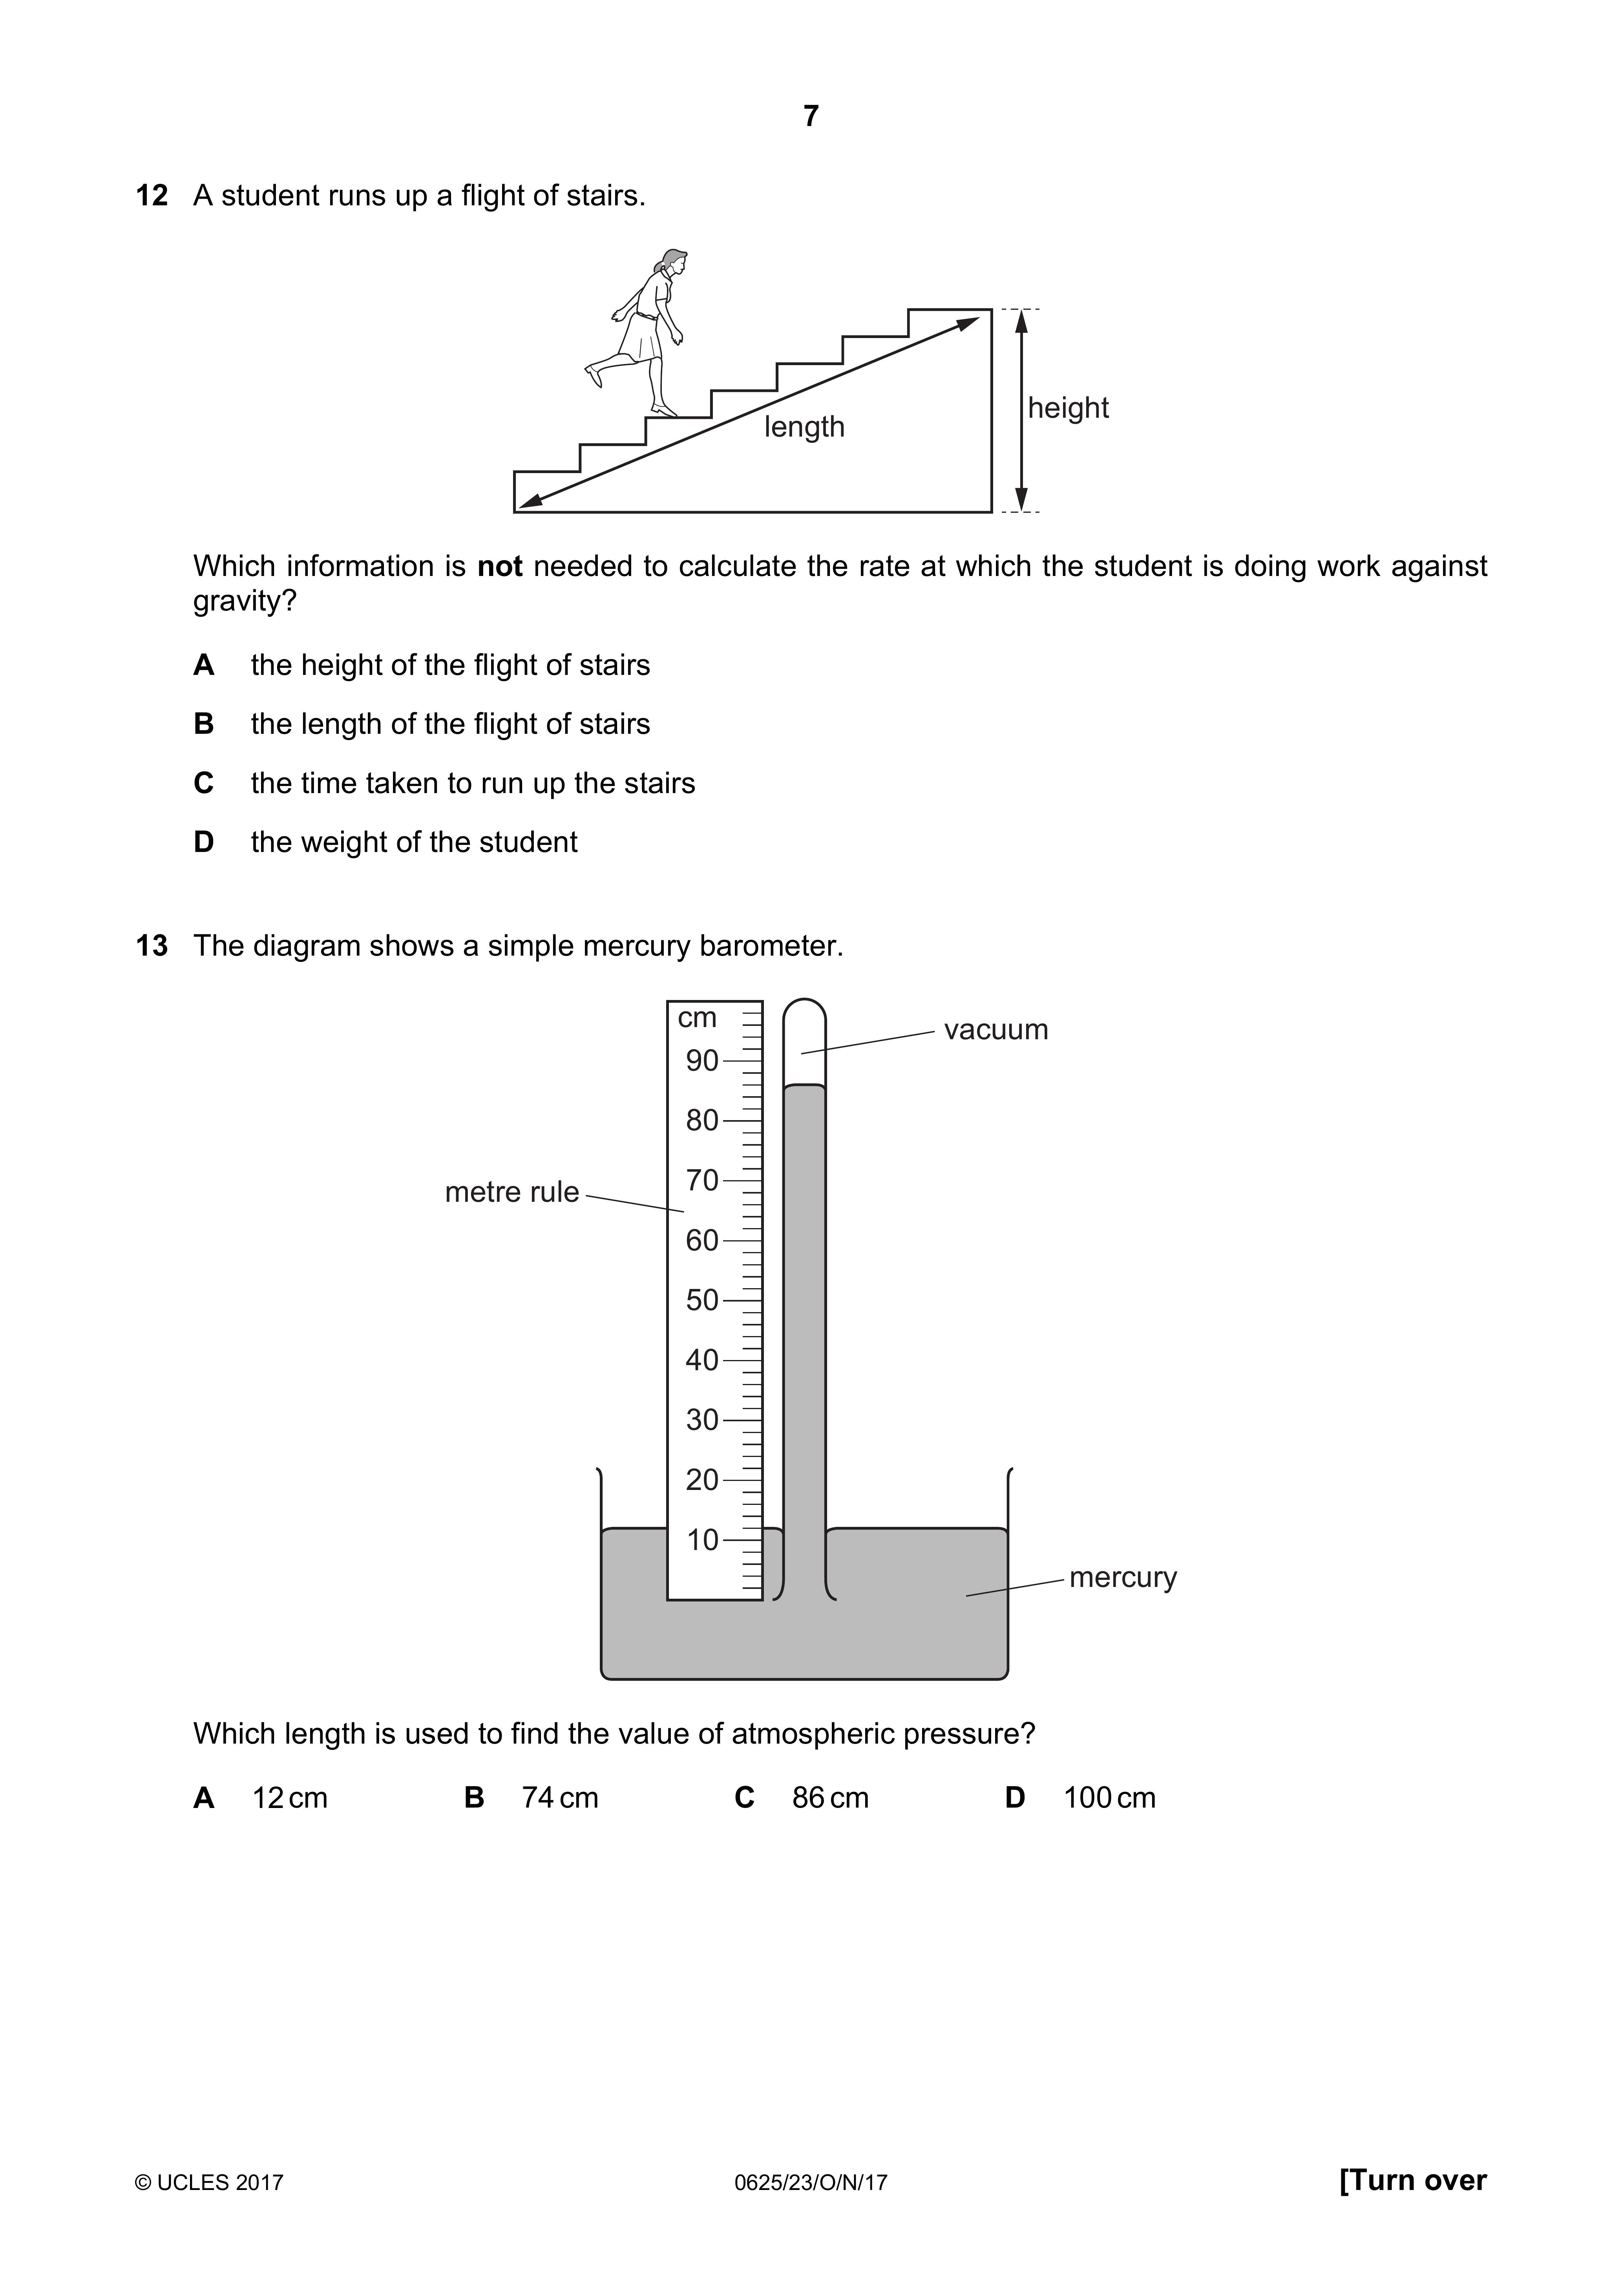 7
12 A student runs up a flight of stairs.
length
height
Which information is not needed to calculate the rate at which the student is doing work against
gravity?
A the height of the flight of stairs
B the length of the flight of stairs
C the time taken to run up the stairs
D the weight of the student
13 The diagram shows a simple mercury barometer.
cm
vacuum
90
80
70
metre rule
60
50
40
30
20
10
mercury
Which length is used to find the value of atmospheric pressure?
A 12 cm B 74 cm C 86 cm D 100 cm
© UCLES 2017 0625/23/O/N/17 [Turn over